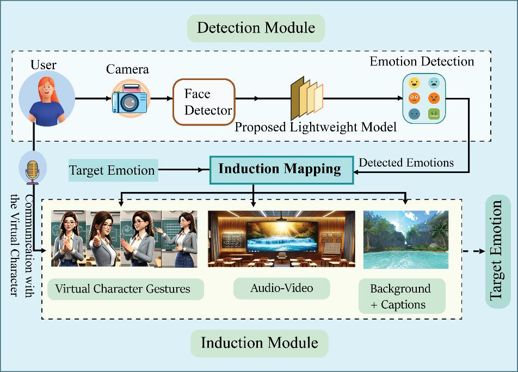 Detection Module
User
Camera
Face
Detector
Proposed Lightweight Model
Emotion Detection
Target Emotion
Induction Mapping
Detected Emotions
Communication with
the Virtual Character
Virtual Character Gestures
Audio-Video
Background
+ Captions
Target Emotion
Induction Module